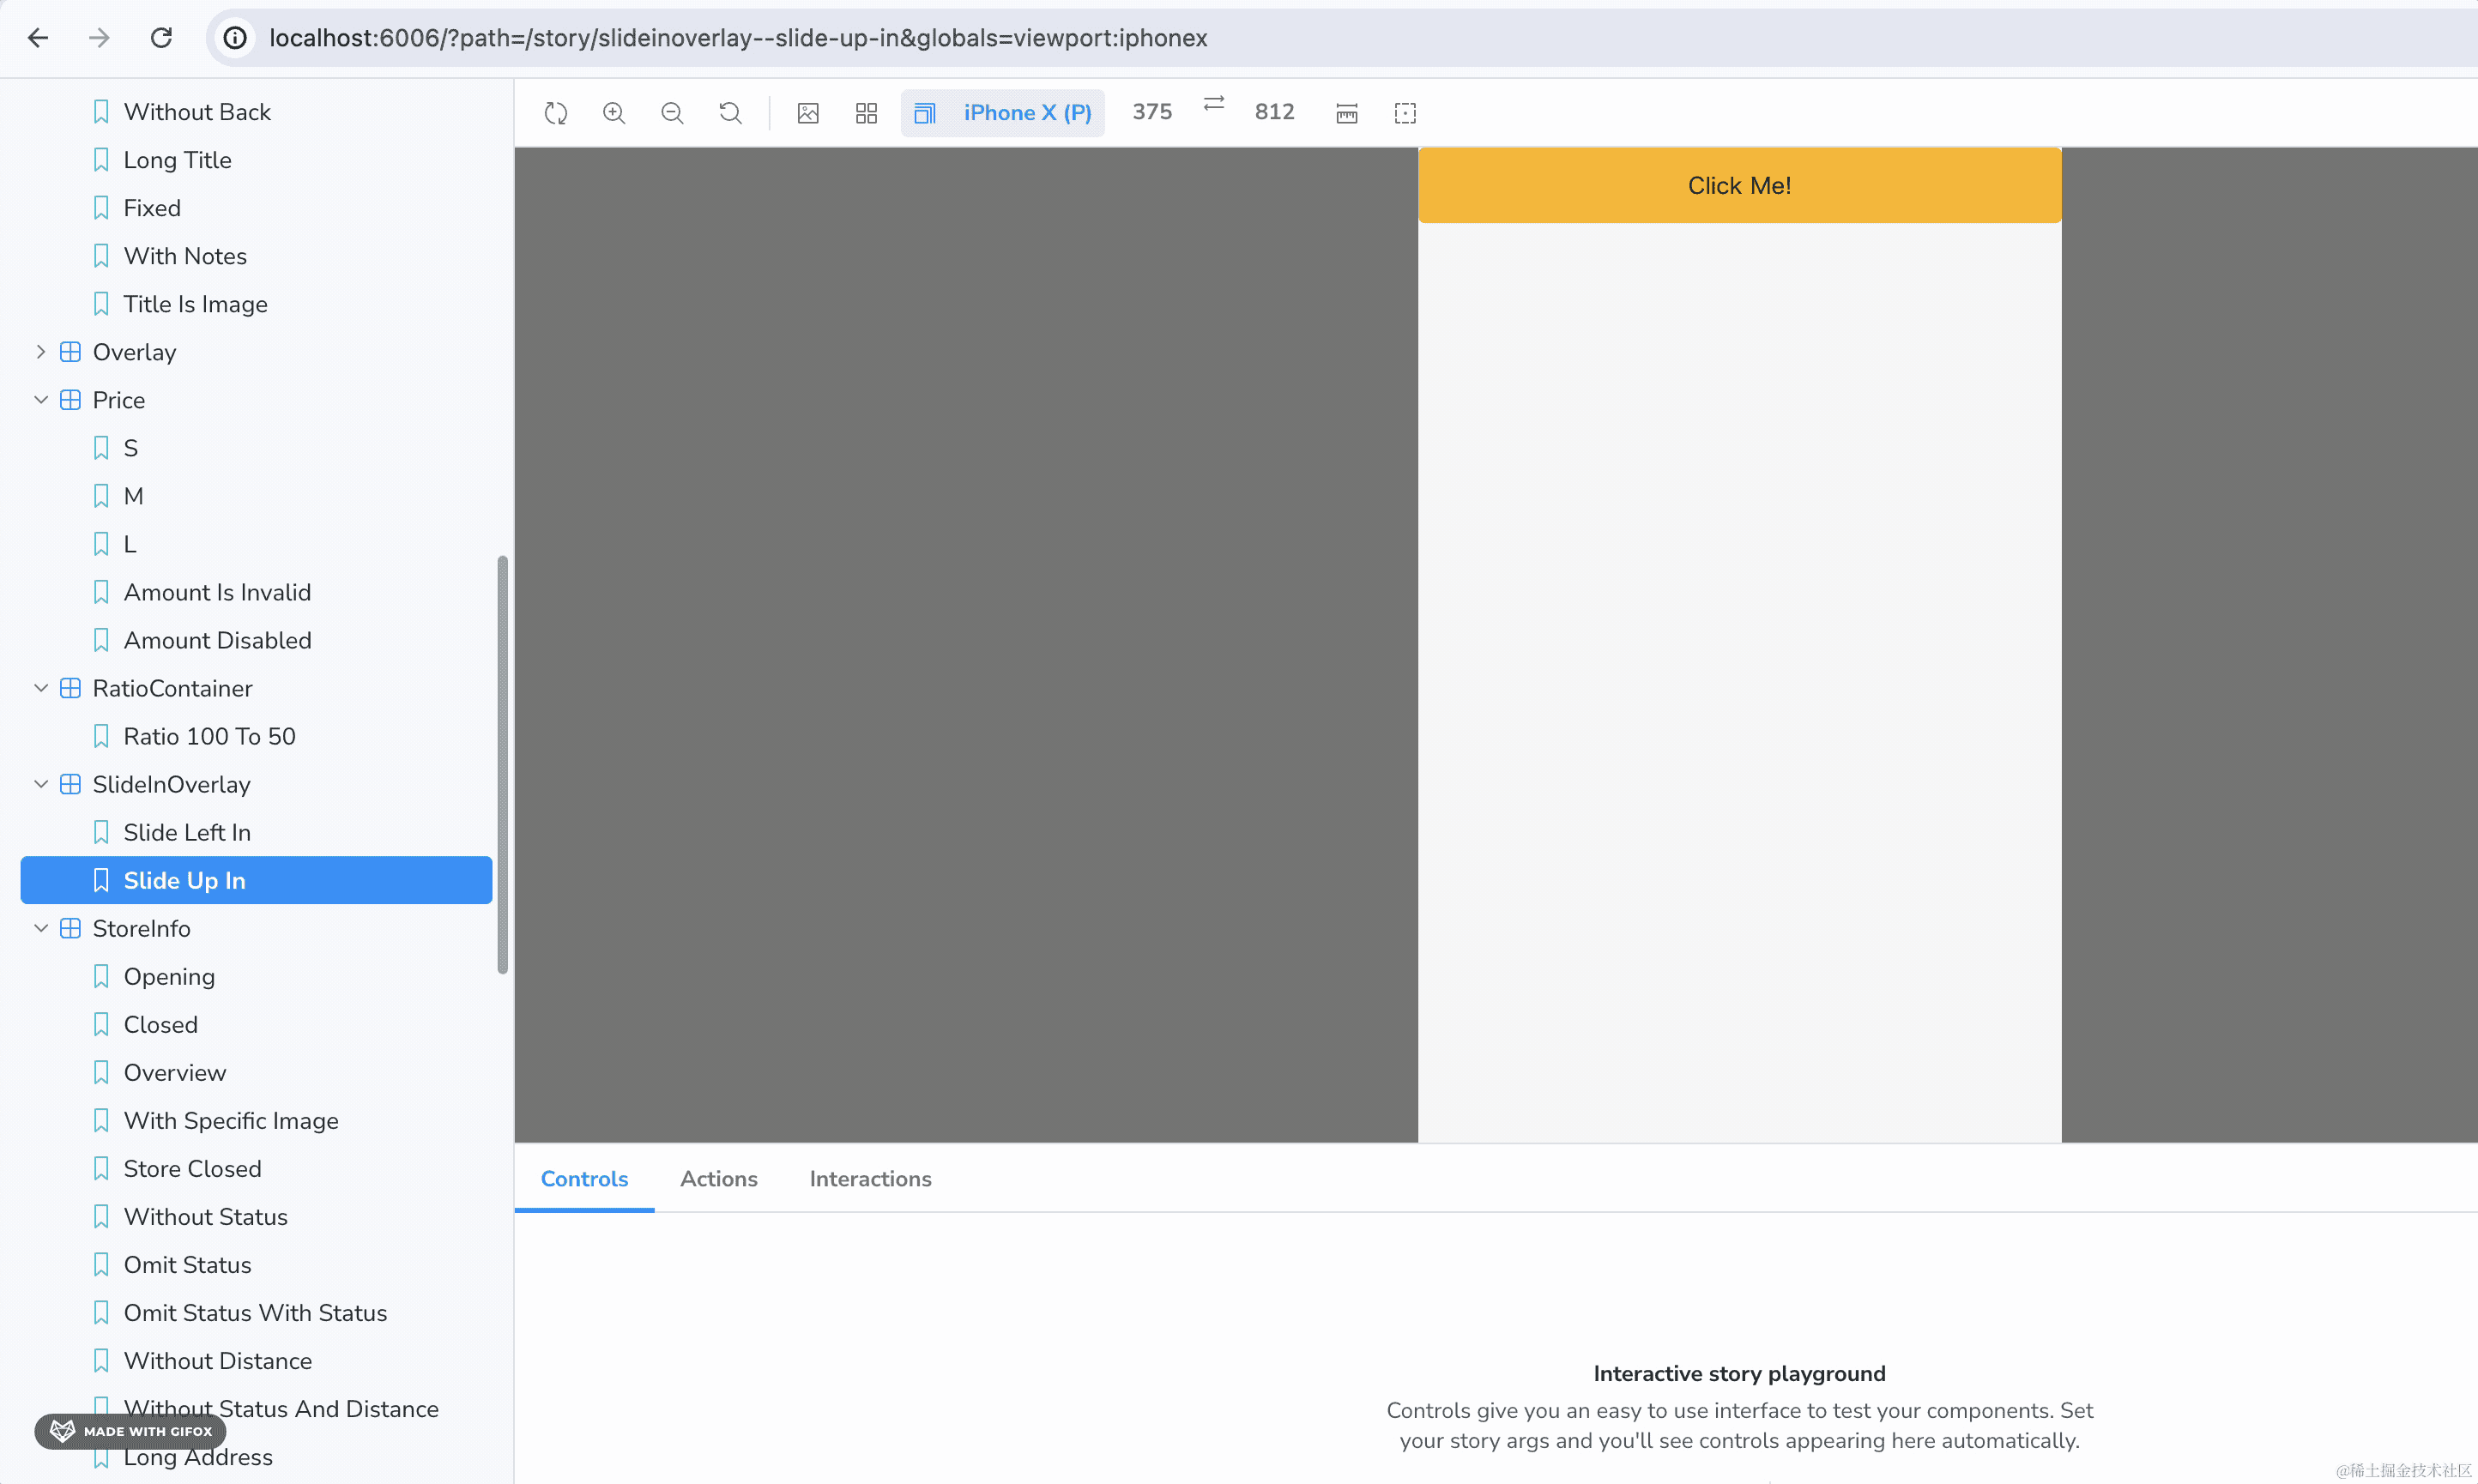 localhost:6006/?path=/story/slideinoverlay--slide-up-in&globals=viewport:iphonex
Without Back
Long Title
Fixed
With Notes
Title Is Image
Overlay
Price
S
M
L
Amount Is Invalid
Amount Disabled
RatioContainer
Ratio 100 To 50
SlideInOverlay
Slide Left In
Slide Up In
StoreInfo
Opening
Closed
Overview
With Specific Image
Store Closed
Without Status
Omit Status
Omit Status With Status
Without Distance
Without Status And Distance
MADE WITH GIFOX
Long Address
iPhone X (P) 375 812
Click Me!
Controls Actions Interactions
Interactive story playground
Controls give you an easy to use interface to test your components. Set
your story args and you'll see controls appearing here automatically.
@稀土掘金技术社区